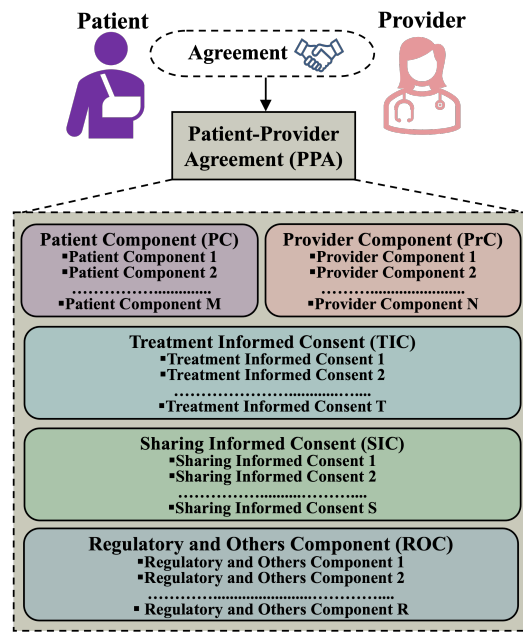 Patient
Provider
Agreement
Patient-Provider
Agreement (PPA)
Patient Component (PC)
▪Patient Component 1
▪Patient Component 2
...........................
▪Patient Component M
Provider Component (PrC)
▪Provider Component 1
▪Provider Component 2
...........................
▪Provider Component N
Treatment Informed Consent (TIC)
▪Treatment Informed Consent 1
▪Treatment Informed Consent 2
.......................................
▪Treatment Informed Consent T
Sharing Informed Consent (SIC)
▪Sharing Informed Consent 1
▪Sharing Informed Consent 2
.......................................
▪Sharing Informed Consent S
Regulatory and Others Component (ROC)
▪Regulatory and Others Component 1
▪Regulatory and Others Component 2
.................................................
▪ Regulatory and Others Component R